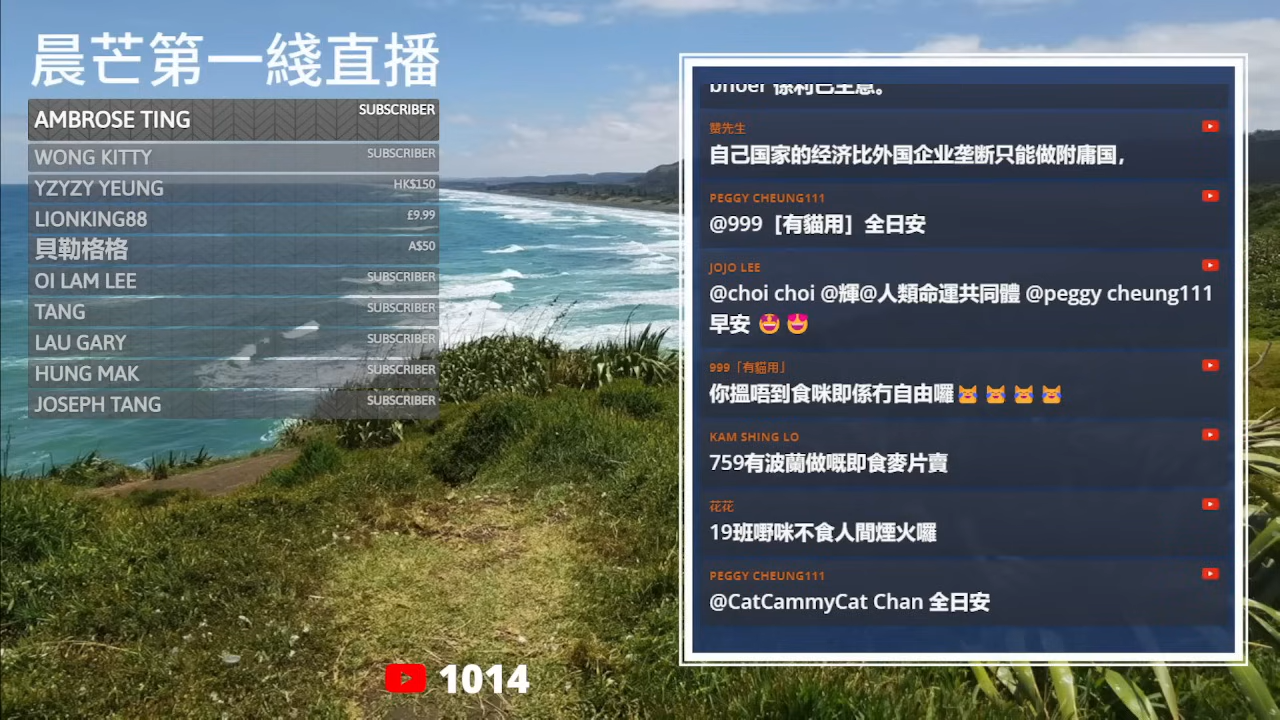 晨芒第一綫直播
AMBROSE TING SUBSCRIBER
WONG KITTY SUBSCRIBER
YZYZY YEUNG HK$150
LIONKING88 £9.99
貝勒格格 A$50
OI LAM LEE SUBSCRIBER
TANG SUBSCRIBER
LAU GARY SUBSCRIBER
HUNG MAK SUBSCRIBER
JOSEPH TANG SUBSCRIBER
自己国家的经济比外国企业垄断只能做附庸国，
PEGGY CHEUNG111
@999［有貓用］全日安
JOJO LEE
@choi choi @輝@人類命運共同體 @peggy cheung111
早安 🤩 😍
999「有貓用」
你搵唔到食咪即係冇自由囉😹 😹 😹 😹
KAM SHING LO
759有波蘭做嘅即食麥片賣
花花
19班嘢咪不食人間煙火囉
PEGGY CHEUNG111
@CatCammyCat Chan 全日安
1014